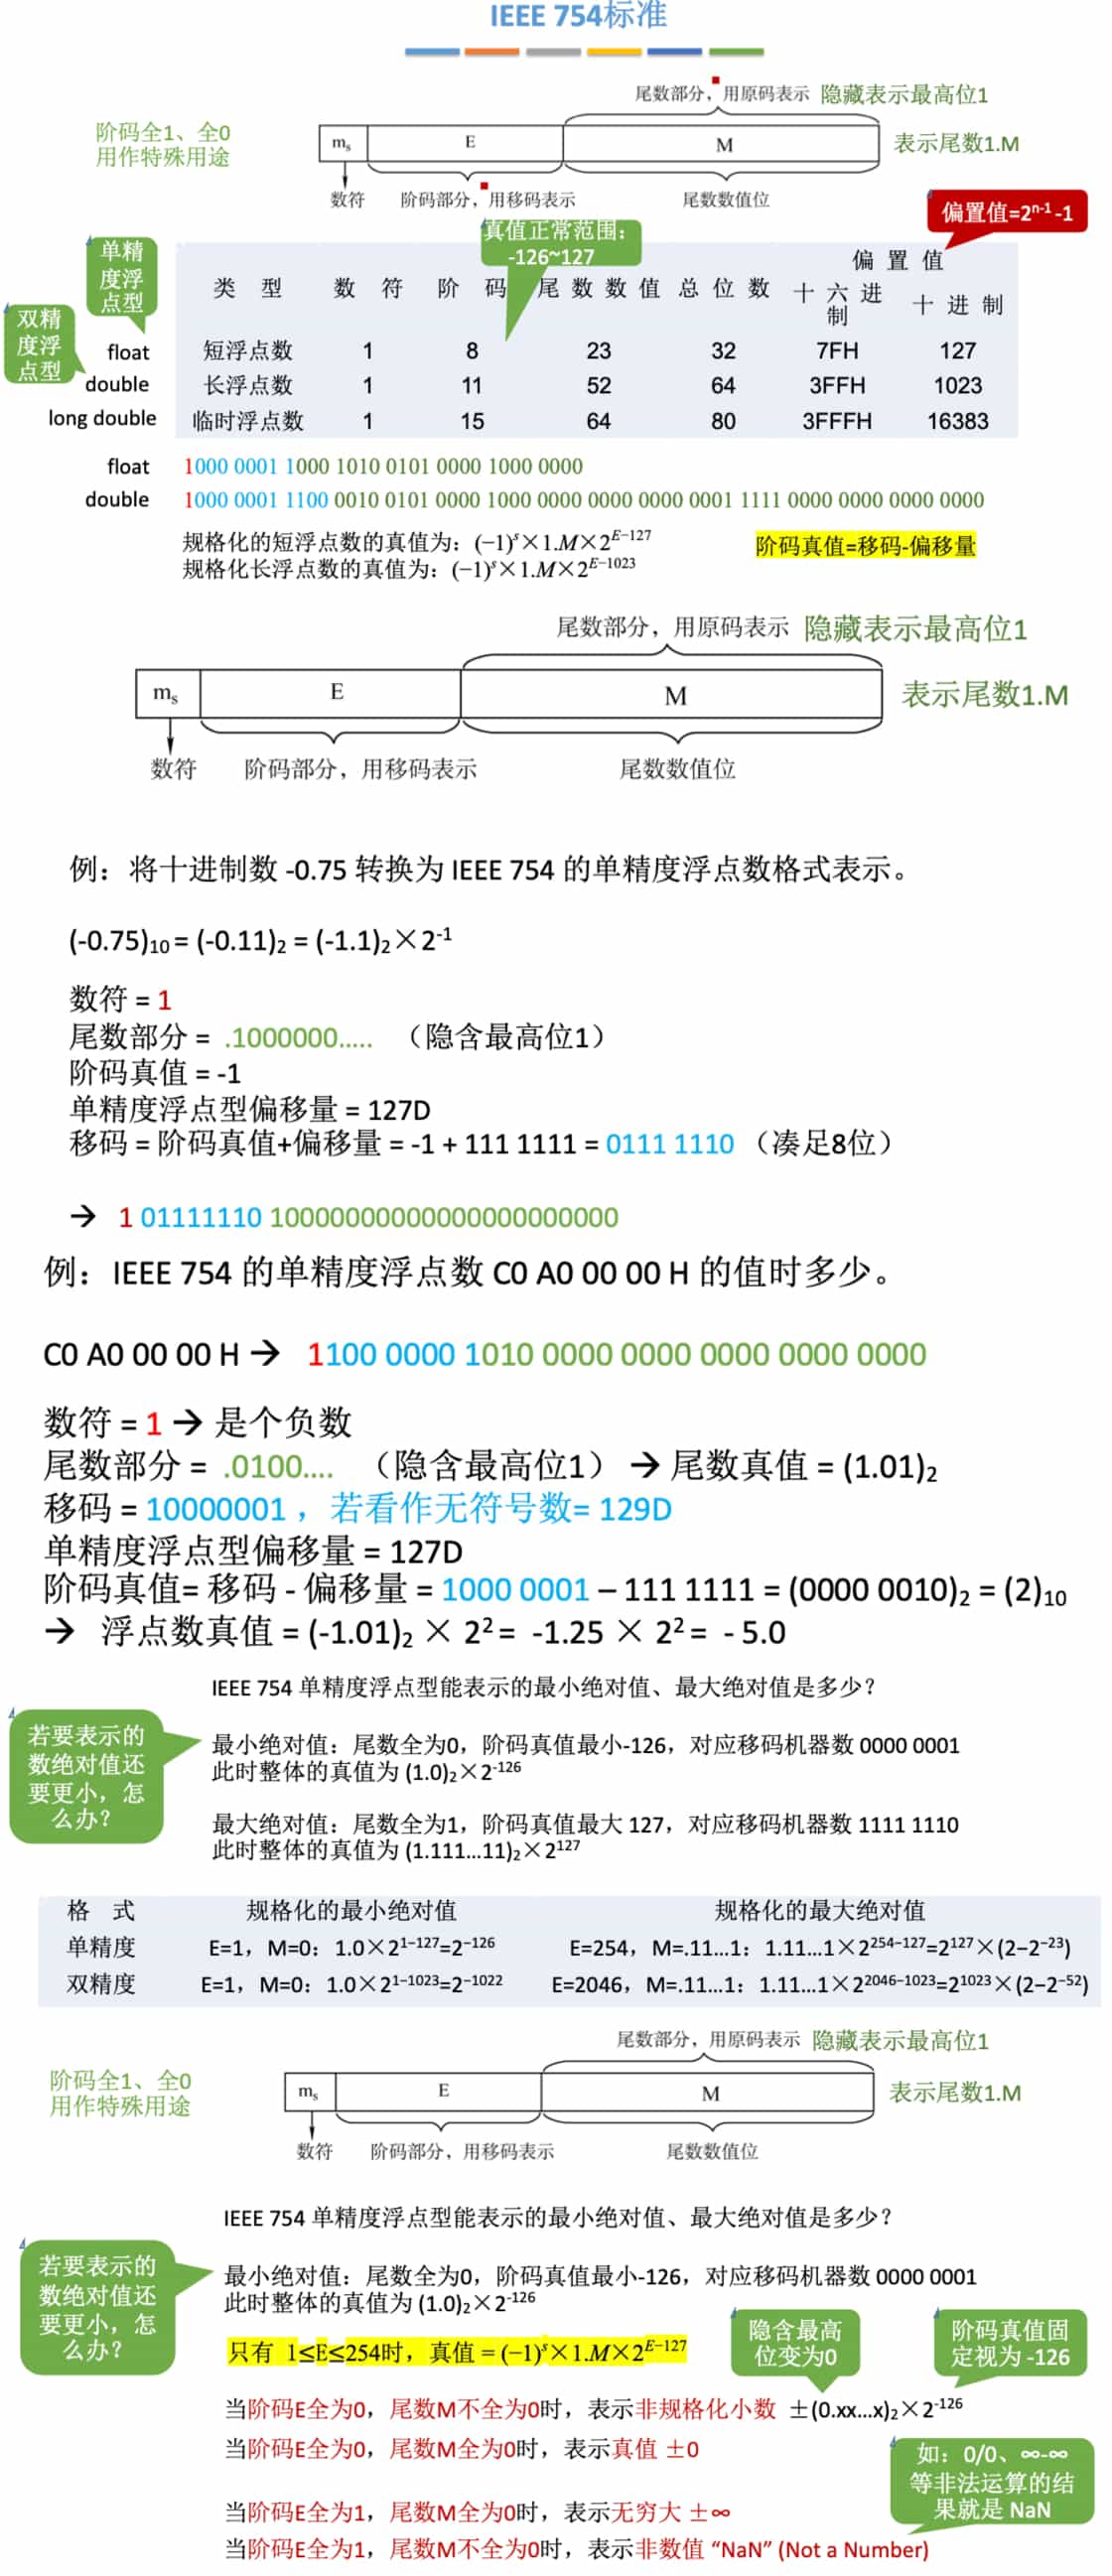 IEEE 754标准
尾数部分，用原码表示 隐藏表示最高位1
阶码全1、全0
用作特殊用途
ms E M
表示尾数1.M
数符 阶码部分，用移码表示 尾数数值位
偏置值=2^n-1 -1
真值正常范围：
-126~127
单精
度浮
点型
双精
度浮
点型
类 型 数 符 阶 码 尾数数值 总位数 偏置值
十六进制 十进制
float 短浮点数 1 8 23 32 7FH 127
double 长浮点数 1 11 52 64 3FFH 1023
long double 临时浮点数 1 15 64 80 3FFFH 16383
float 1000 0001 1000 1010 0101 0000 1000 0000
double 1000 0001 1100 0010 0101 0000 1000 0000 0000 0000 0001 1111 0000 0000 0000 0000
规格化的短浮点数的真值为：(−1)^s×1.M×2^E−127
规格化长浮点数的真值为：(−1)^s×1.M×2^E−1023
阶码真值=移码-偏移量
尾数部分，用原码表示 隐藏表示最高位1
ms E M
表示尾数1.M
数符 阶码部分，用移码表示 尾数数值位
例：将十进制数 -0.75 转换为 IEEE 754 的单精度浮点数格式表示。
(-0.75)10 = (-0.11)2 = (-1.1)2×2^-1
数符 = 1
尾数部分 = .1000000..... （隐含最高位1）
阶码真值 = -1
单精度浮点型偏移量 = 127D
移码 = 阶码真值+偏移量 = -1 + 111 1111 = 0111 1110 （凑足8位）
→ 1 01111110 10000000000000000000000
例：IEEE 754 的单精度浮点数 C0 A0 00 00 H 的值时多少。
C0 A0 00 00 H → 1100 0000 1010 0000 0000 0000 0000 0000
数符 = 1 → 是个负数
尾数部分 = .0100.... （隐含最高位1） → 尾数真值 = (1.01)2
移码 = 10000001 ，若看作无符号数= 129D
单精度浮点型偏移量 = 127D
阶码真值= 移码 - 偏移量 = 1000 0001 – 111 1111 = (0000 0010)2 = (2)10
→ 浮点数真值 = (-1.01)2 × 2^2 = -1.25 × 2^2 = - 5.0
IEEE 754 单精度浮点型能表示的最小绝对值、最大绝对值是多少？
若要表示的
数绝对值还
要更小，怎
么办？
最小绝对值：尾数全为0，阶码真值最小-126，对应移码机器数 0000 0001
此时整体的真值为 (1.0)2×2^-126
最大绝对值：尾数全为1，阶码真值最大 127，对应移码机器数 1111 1110
此时整体的真值为 (1.111...11)2×2^127
格 式 规格化的最小绝对值 规格化的最大绝对值
单精度 E=1，M=0：1.0×2^1−127=2^−126 E=254，M=.11...1：1.11...1×2^254−127=2^127×(2−2^−23)
双精度 E=1，M=0：1.0×2^1−1023=2^−1022 E=2046，M=.11...1：1.11...1×2^2046−1023=2^1023×(2−2^−52)
尾数部分，用原码表示 隐藏表示最高位1
阶码全1、全0
用作特殊用途
ms E M
表示尾数1.M
数符 阶码部分，用移码表示 尾数数值位
IEEE 754 单精度浮点型能表示的最小绝对值、最大绝对值是多少？
若要表示的
数绝对值还
要更小，怎
么办？
最小绝对值：尾数全为0，阶码真值最小-126，对应移码机器数 0000 0001
此时整体的真值为 (1.0)2×2^-126
只有 1≤E≤254时，真值 = (−1)^s×1.M×2^E−127
隐含最高
位变为0
阶码真值固
定视为 -126
当阶码E全为0，尾数M不全为0时，表示非规格化小数 ±(0.xx...x)2×2^-126
当阶码E全为0，尾数M全为0时，表示真值 ±0
如：0/0、∞-∞
等非法运算的结
果就是 NaN
当阶码E全为1，尾数M全为0时，表示无穷大 ±∞
当阶码E全为1，尾数M不全为0时，表示非数值 “NaN” (Not a Number)